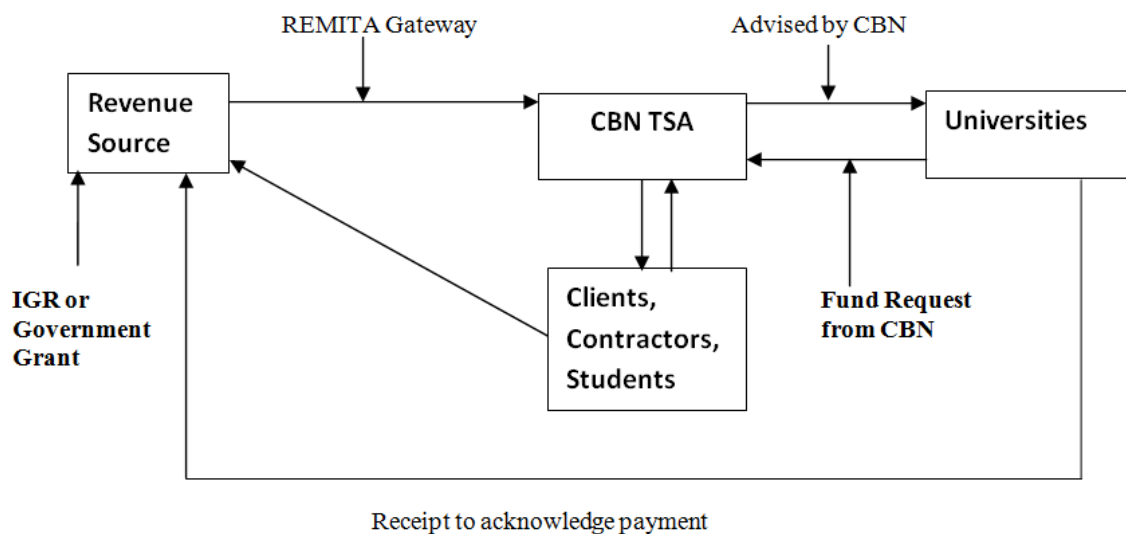 REMITA Gateway
Advised by CBN
Revenue
Source
CBN TSA
Universities
IGR or
Government
Grant
Clients,
Contractors,
Students
Fund Request
from CBN
Receipt to acknowledge payment